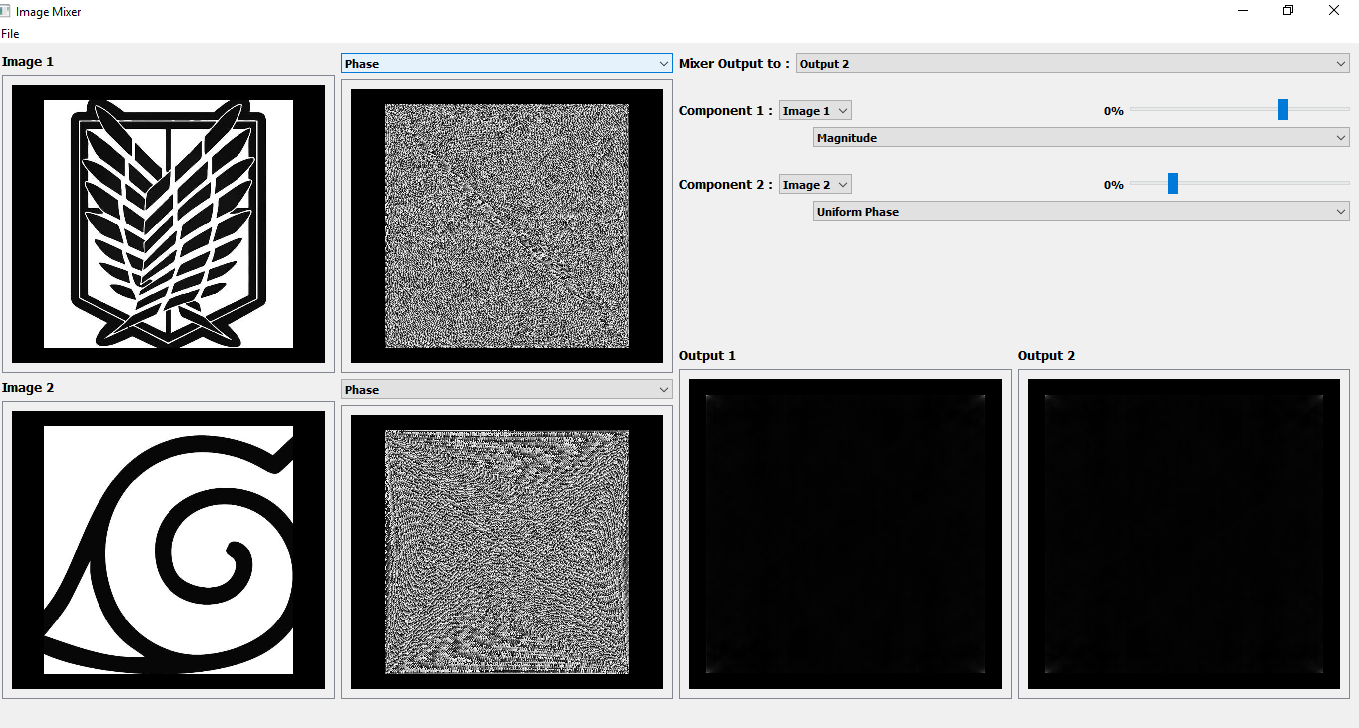 Image Mixer
File
Image 1
Phase
Mixer Output to :
Output 2
Component 1 :
Image 1
0%
Magnitude
Component 2 :
Image 2
0%
Uniform Phase
Image 2
Phase
Output 1
Output 2